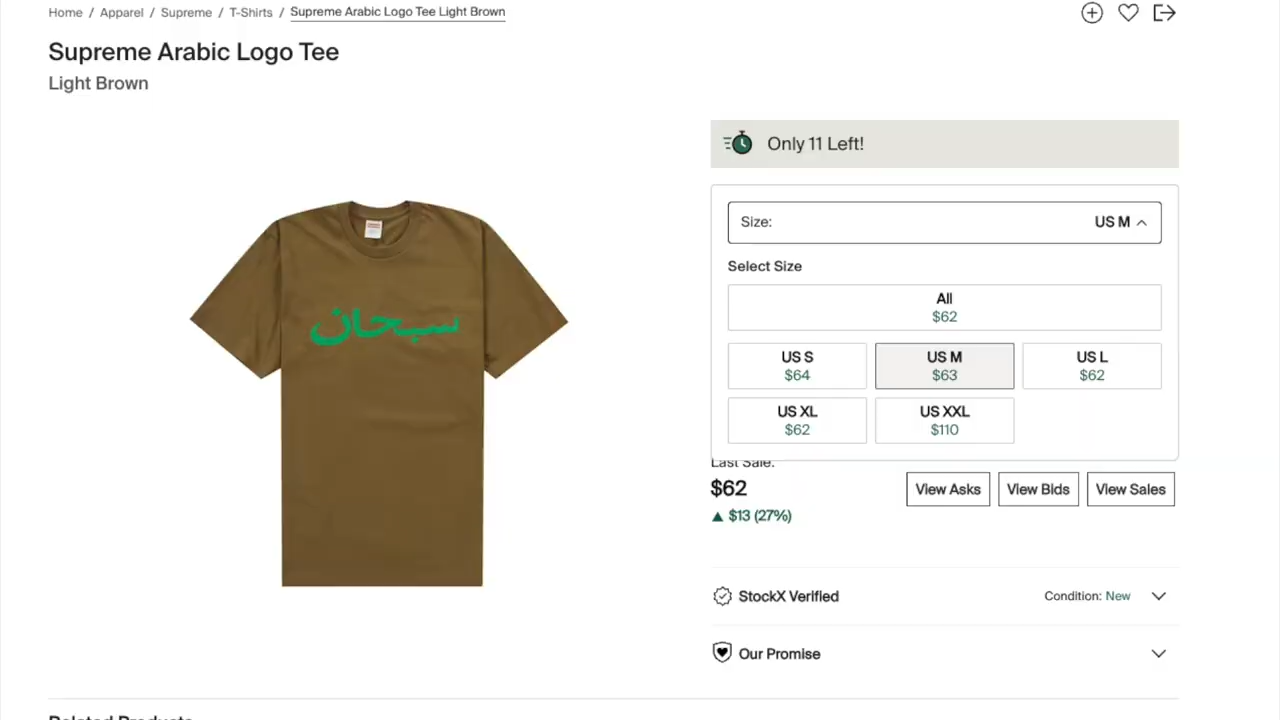 Home / Apparel / Supreme / T-Shirts / Supreme Arabic Logo Tee Light Brown
Supreme Arabic Logo Tee
Light Brown
Only 11 Left!
Size: US M
Select Size
All
$62
US S
$64
US M
$63
US L
$62
US XL
$62
US XXL
$110
Last Sale:
$62
View Asks
View Bids
View Sales
▲ $13 (27%)
StockX Verified
Condition: New
Our Promise
Related Products
سبحان